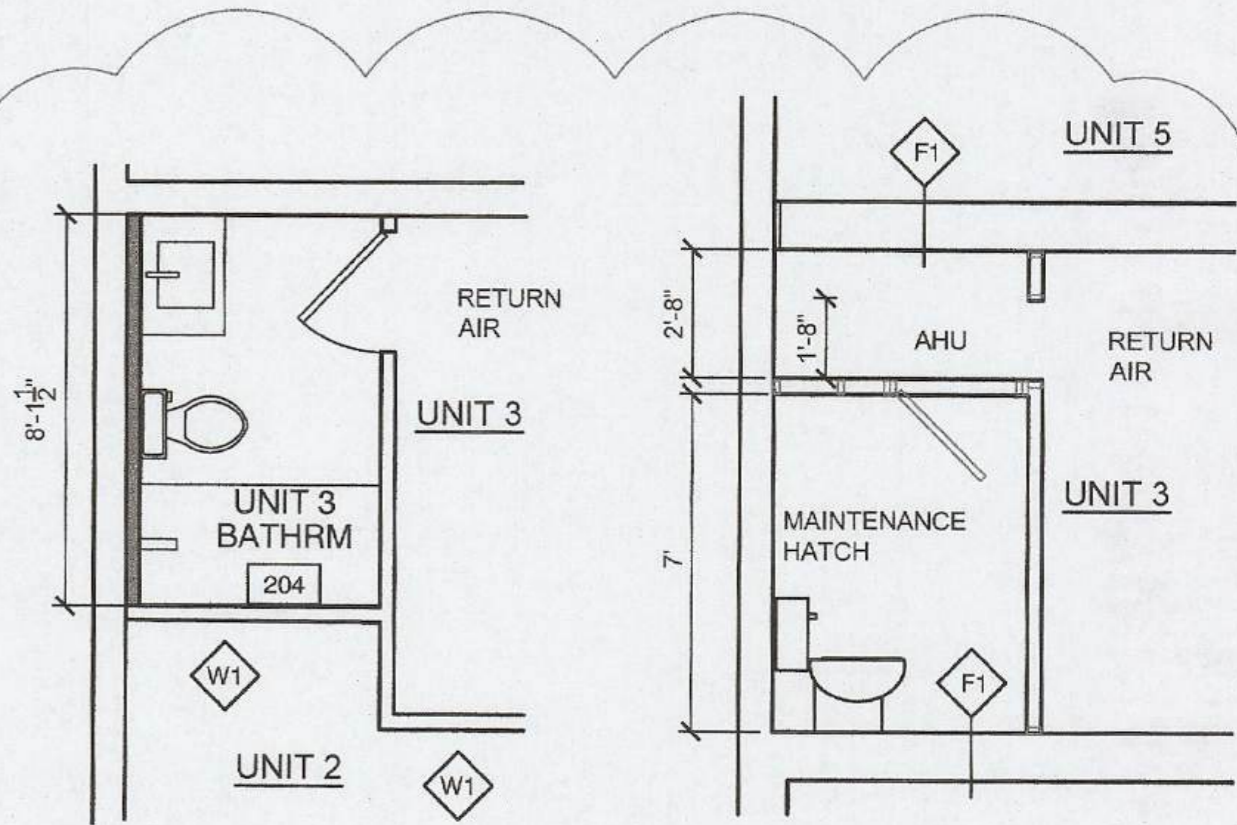 8'-1 1/2"
RETURN
AIR
UNIT 3
UNIT 3
BATHRM
204
W1
UNIT 2
W1
F1
UNIT 5
2'-8"
1'-8"
AHU
RETURN
AIR
7'
MAINTENANCE
HATCH
UNIT 3
F1